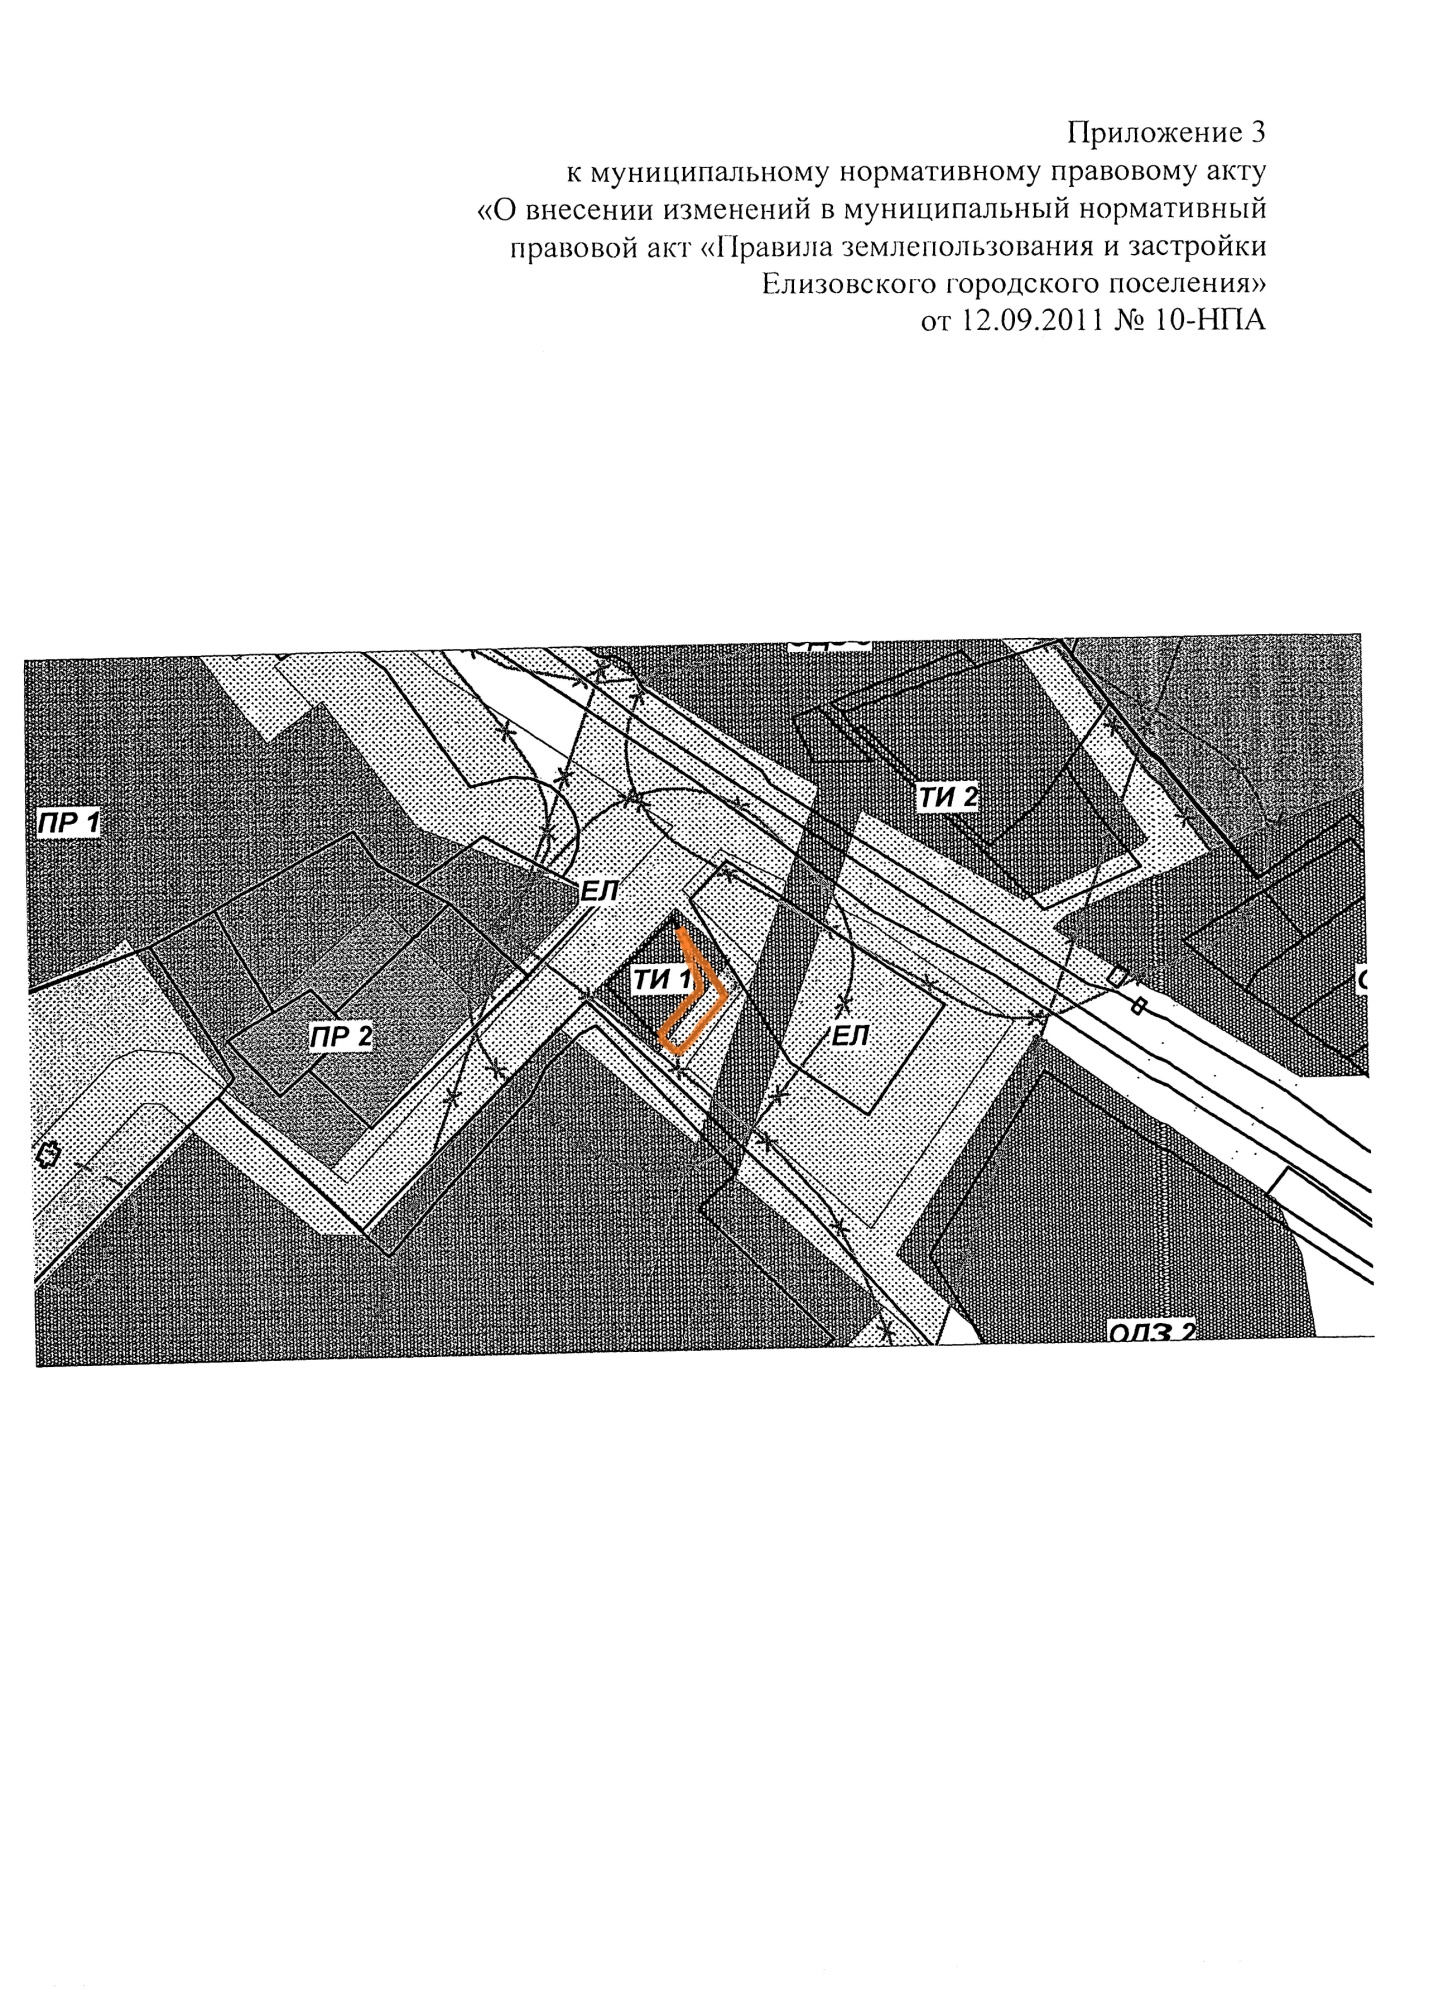 Приложение 3
к муниципальному нормативному правовому акту
«О внесении изменений в муниципальный нормативный
правовой акт «Правила землепользования и застройки
Елизовского городского поселения»
от 12.09.2011 № 10-НПА
ТИ 2
ПР 1
ЕЛ
ТИ 1
ПР 2
ЕЛ
ОДЗ 2